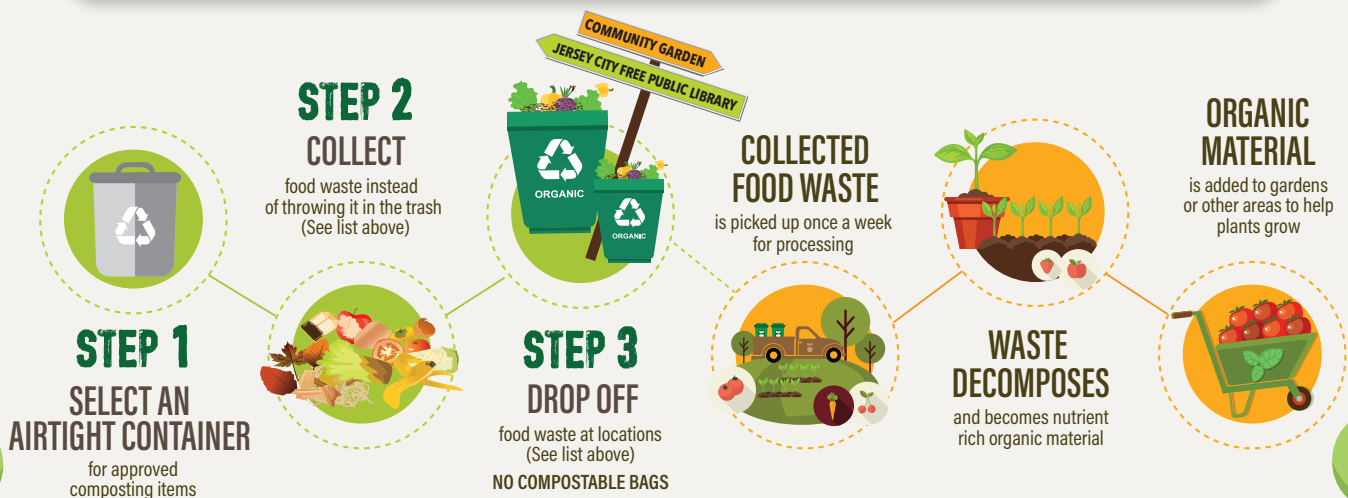 STEP 1
SELECT AN
AIRTIGHT CONTAINER
for approved
composting items
STEP 2
COLLECT
food waste instead
of throwing it in the trash
(See list above)
COMMUNITY GARDEN
JERSEY CITY FREE PUBLIC LIBRARY
ORGANIC
ORGANIC
STEP 3
DROP OFF
food waste at locations
(See list above)
NO COMPOSTABLE BAGS
COLLECTED
FOOD WASTE
is picked up once a week
for processing
WASTE
DECOMPOSES
and becomes nutrient
rich organic material
ORGANIC
MATERIAL
is added to gardens
or other areas to help
plants grow